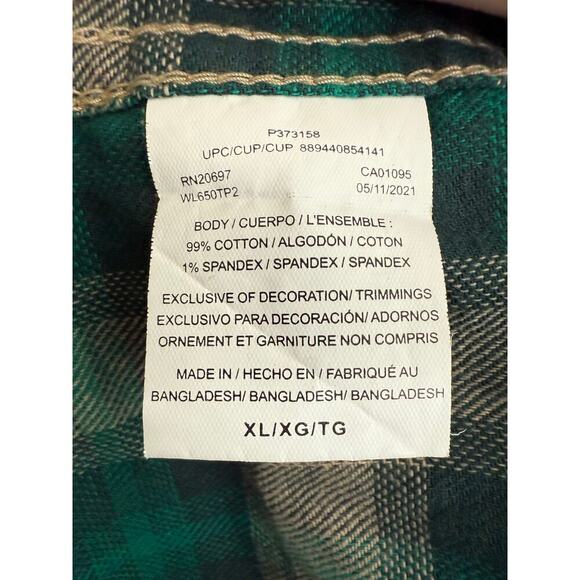 P373158
UPC/CUP/CUP 889440854141
RN20697 CA01095
WL650TP2 05/11/2021
BODY / CUERPO / L'ENSEMBLE :
99% COTTON / ALGODÓN / COTON
1% SPANDEX / SPANDEX / SPANDEX
EXCLUSIVE OF DECORATION/ TRIMMINGS
EXCLUSIVO PARA DECORACIÓN/ ADORNOS
ORNEMENT ET GARNITURE NON COMPRIS
MADE IN / HECHO EN / FABRIQUÉ AU
BANGLADESH/ BANGLADESH/ BANGLADESH
XL/XG/TG